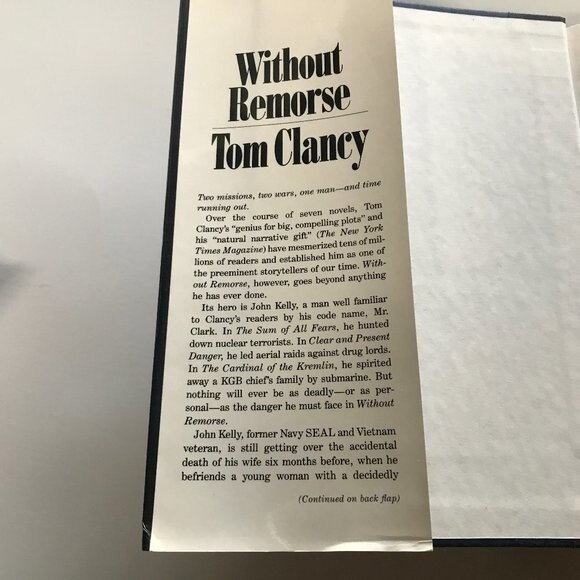 Without
Remorse
Tom Clancy
Two missions, two wars, one man—and time
running out.
Over the course of seven novels, Tom
Clancy's "genius for big, compelling plots" and
his "natural narrative gift" (The New York
Times Magazine) have mesmerized tens of mil-
lions of readers and established him as one of
the preeminent storytellers of our time. With-
out Remorse, however, goes beyond anything
he has ever done.
Its hero is John Kelly, a man well familiar
to Clancy's readers by his code name, Mr.
Clark. In The Sum of All Fears, he hunted
down nuclear terrorists. In Clear and Present
Danger, he led aerial raids against drug lords.
In The Cardinal of the Kremlin, he spirited
away a KGB chief's family by submarine. But
nothing will ever be as deadly—or as per-
sonal—as the danger he must face in Without
Remorse.
John Kelly, former Navy SEAL and Vietnam
veteran, is still getting over the accidental
death of his wife six months before, when he
befriends a young woman with a decidedly
(Continued on back flap)